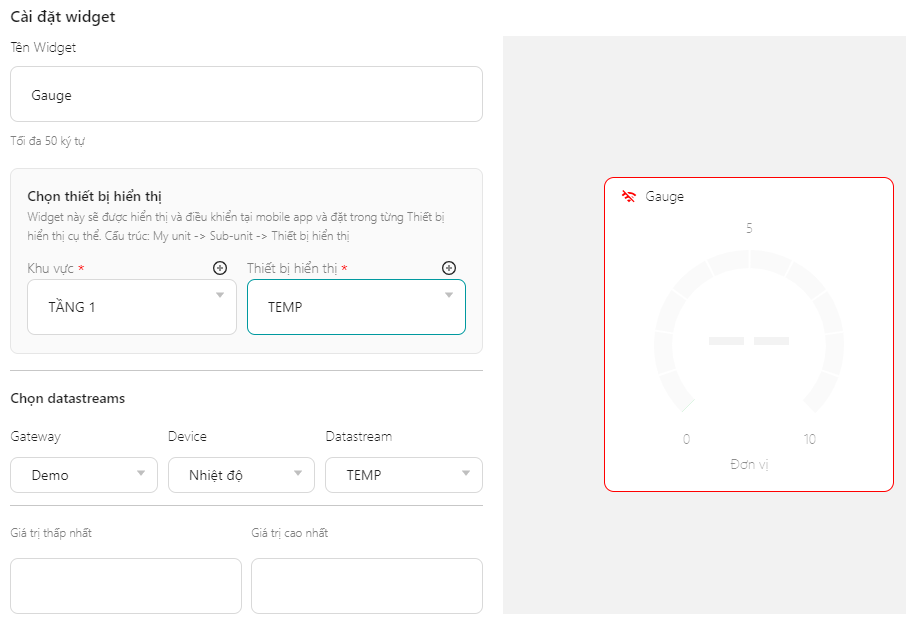 Cài đặt widget
Tên Widget
Gauge
Tối đa 50 ký tự
Chọn thiết bị hiển thị
Widget này sẽ được hiển thị và điều khiển tại mobile app và đặt trong từng Thiết bị
hiển thị cụ thể. Cấu trúc: My unit -> Sub-unit -> Thiết bị hiển thị
Khu vực *
Thiết bị hiển thị *
TẦNG 1
TEMP
Chọn datastreams
Gateway
Device
Datastream
Demo
Nhiệt độ
TEMP
Giá trị thấp nhất
Giá trị cao nhất
Gauge
5
0
10
Đơn vị